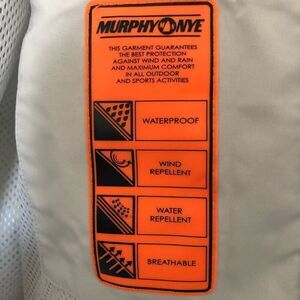 MURPHY NYE
THIS GARMENT GUARANTEES
THE BEST PROTECTION
AGAINST WIND AND RAIN
AND MAXIMUM COMFORT
IN ALL OUTDOOR
AND SPORTS ACTIVITIES
WATERPROOF
WIND
REPELLENT
WATER
REPELLENT
BREATHABLE